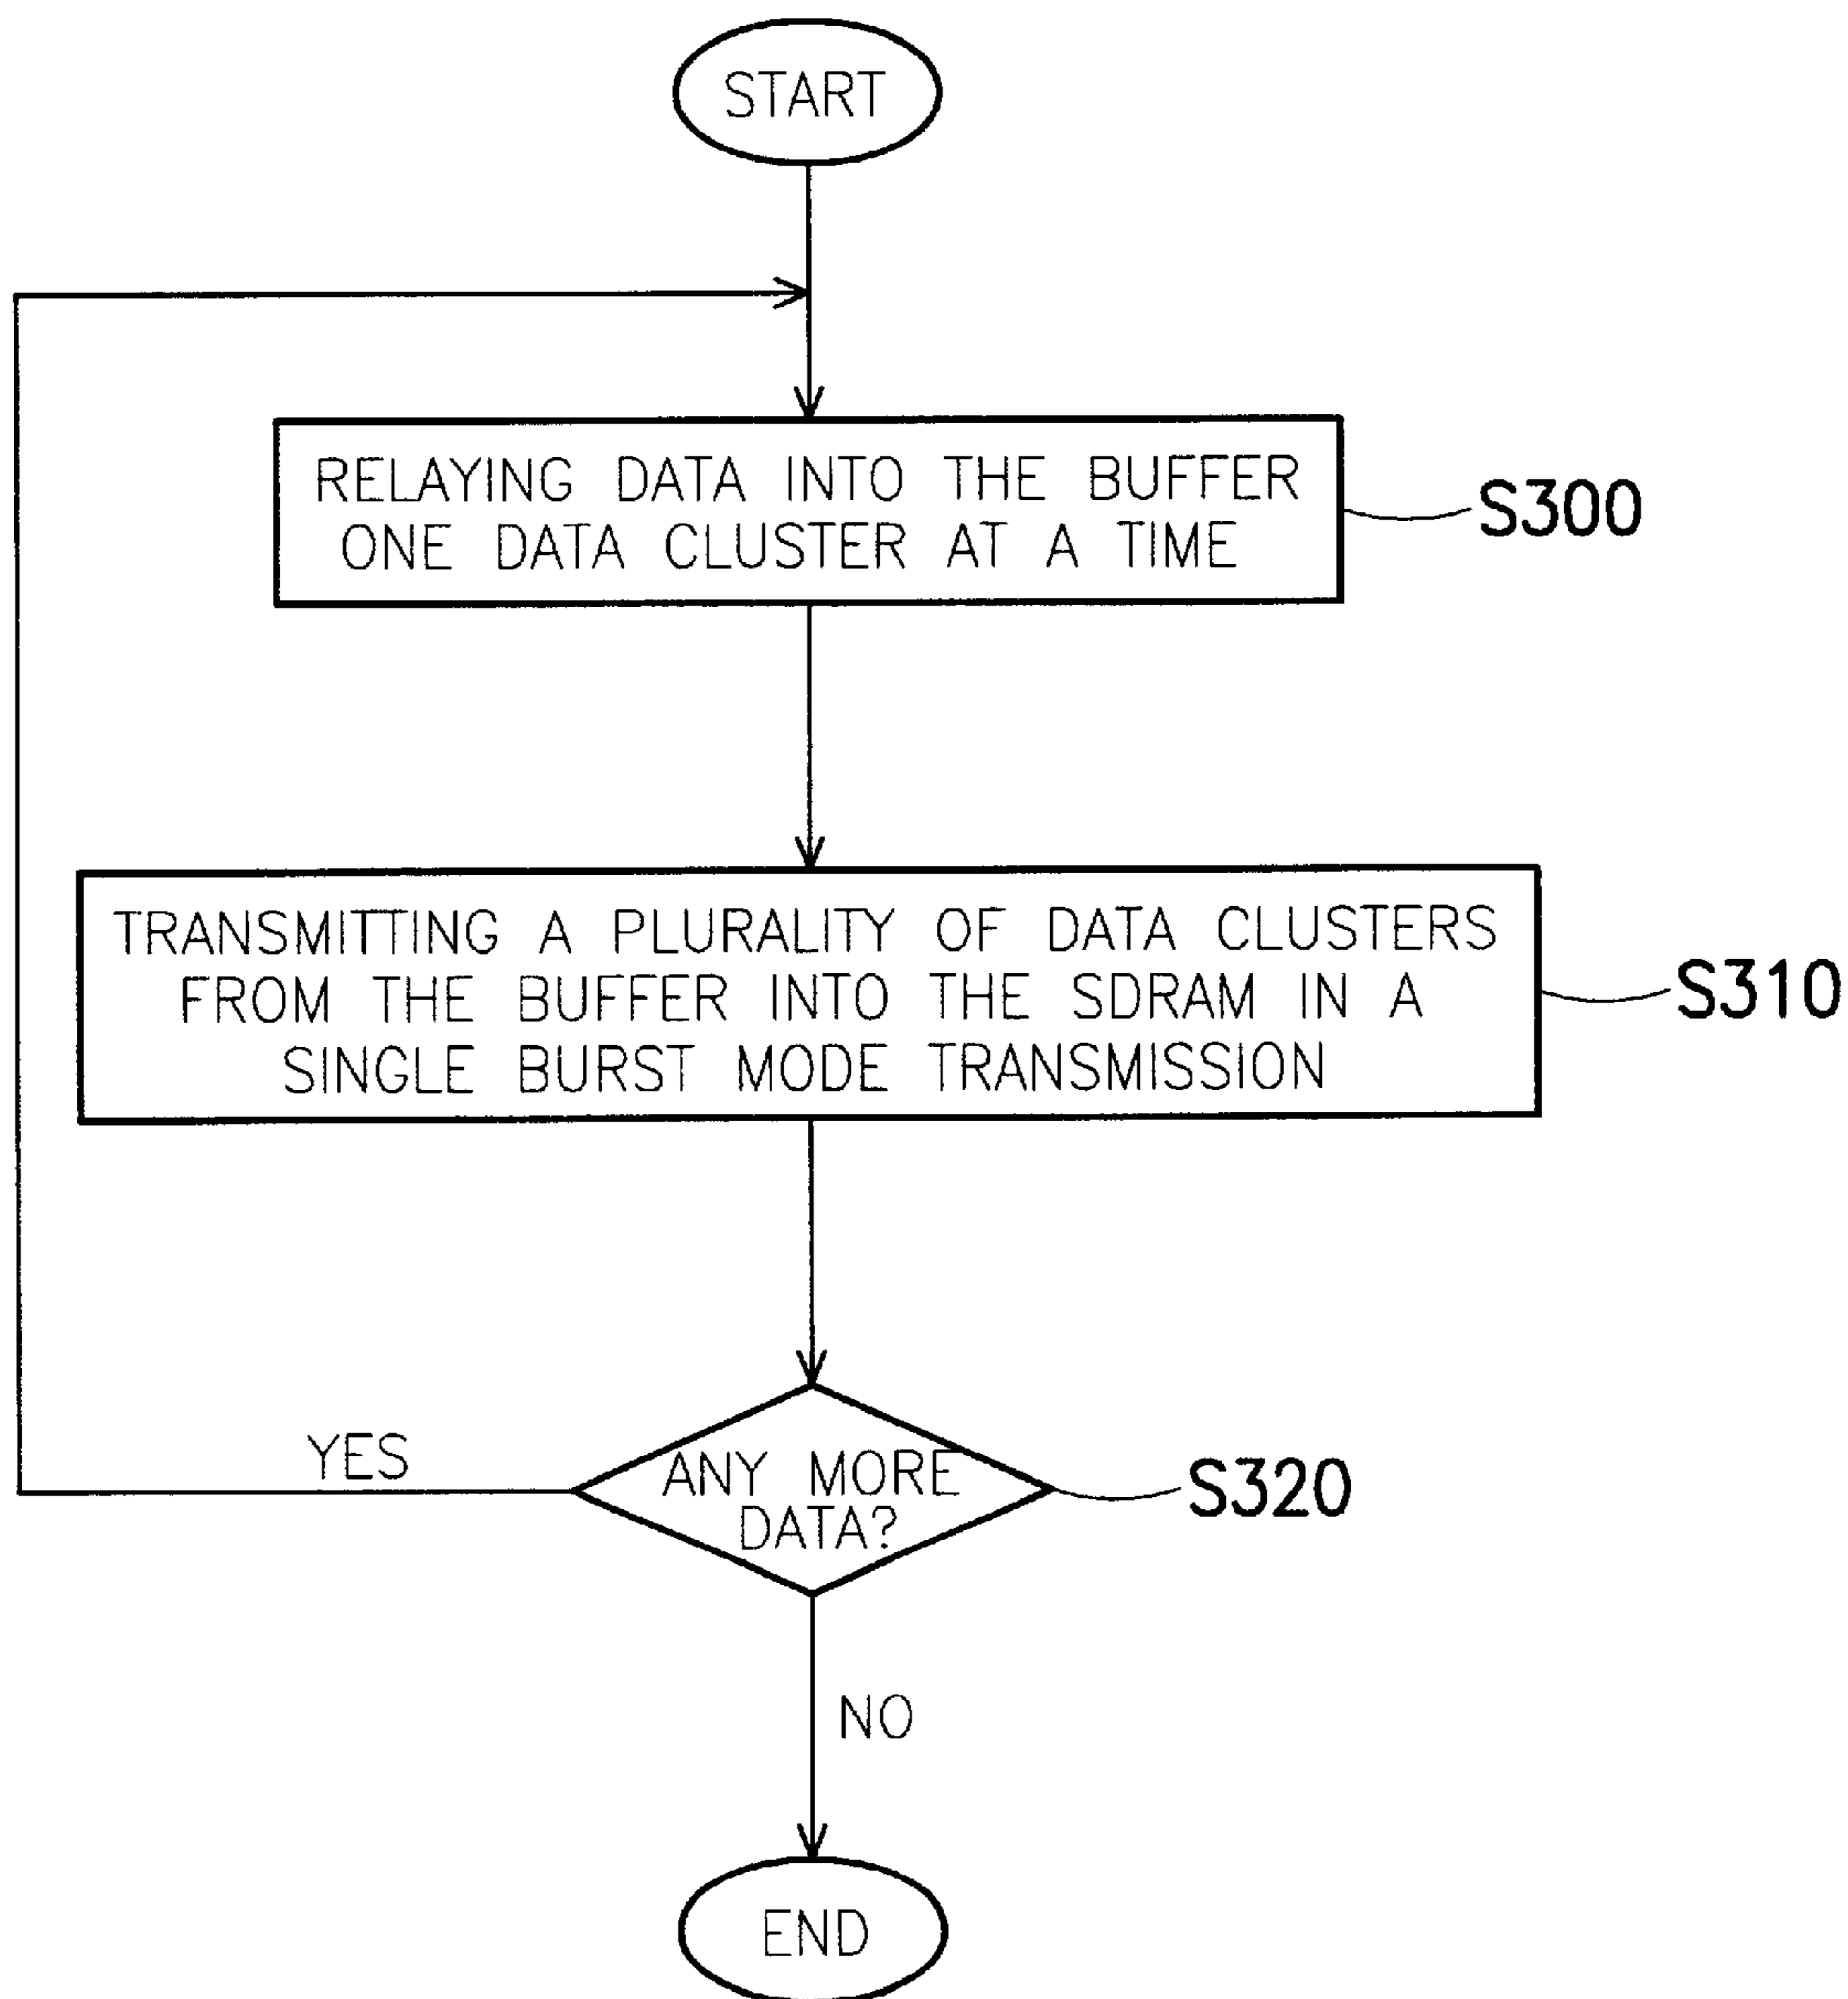 START
RELAYING DATA INTO THE BUFFER
ONE DATA CLUSTER AT A TIME
S300
TRANSMITTING A PLURALITY OF DATA CLUSTERS
FROM THE BUFFER INTO THE SDRAM IN A
SINGLE BURST MODE TRANSMISSION
S310
YES
ANY MORE
DATA?
S320
NO
END